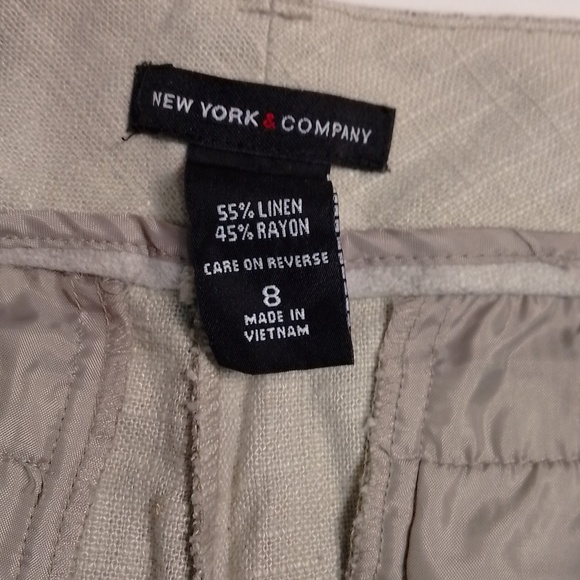 NEW YORK & COMPANY
55% LINEN
45% RAYON
CARE ON REVERSE
8
MADE IN
VIETNAM